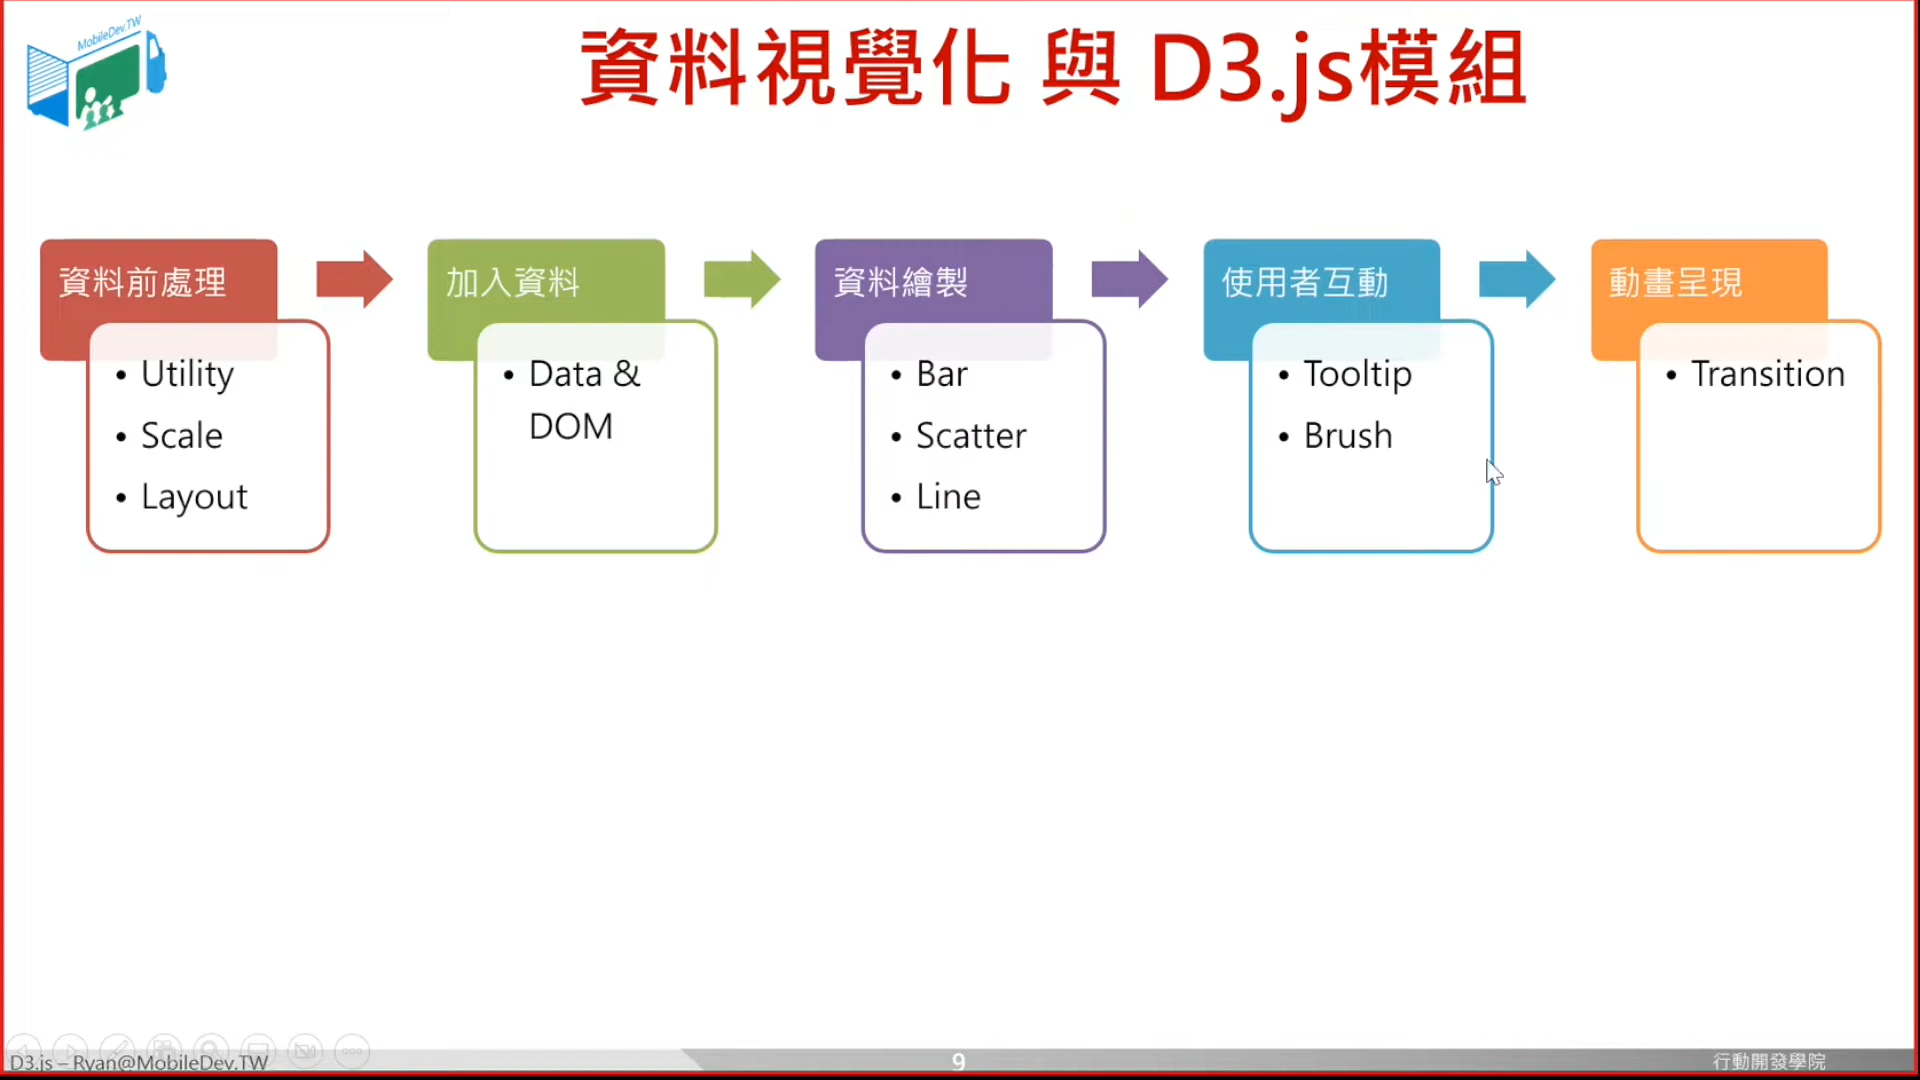 MobileDev.TW
資料視覺化 與 D3.js模組
資料前處理
• Utility
• Scale
• Layout
加入資料
• Data &
DOM
資料繪製
• Bar
• Scatter
• Line
使用者互動
• Tooltip
• Brush
動畫呈現
• Transition
D3.js – Ryan@MobileDev.TW
9
行動開發學院